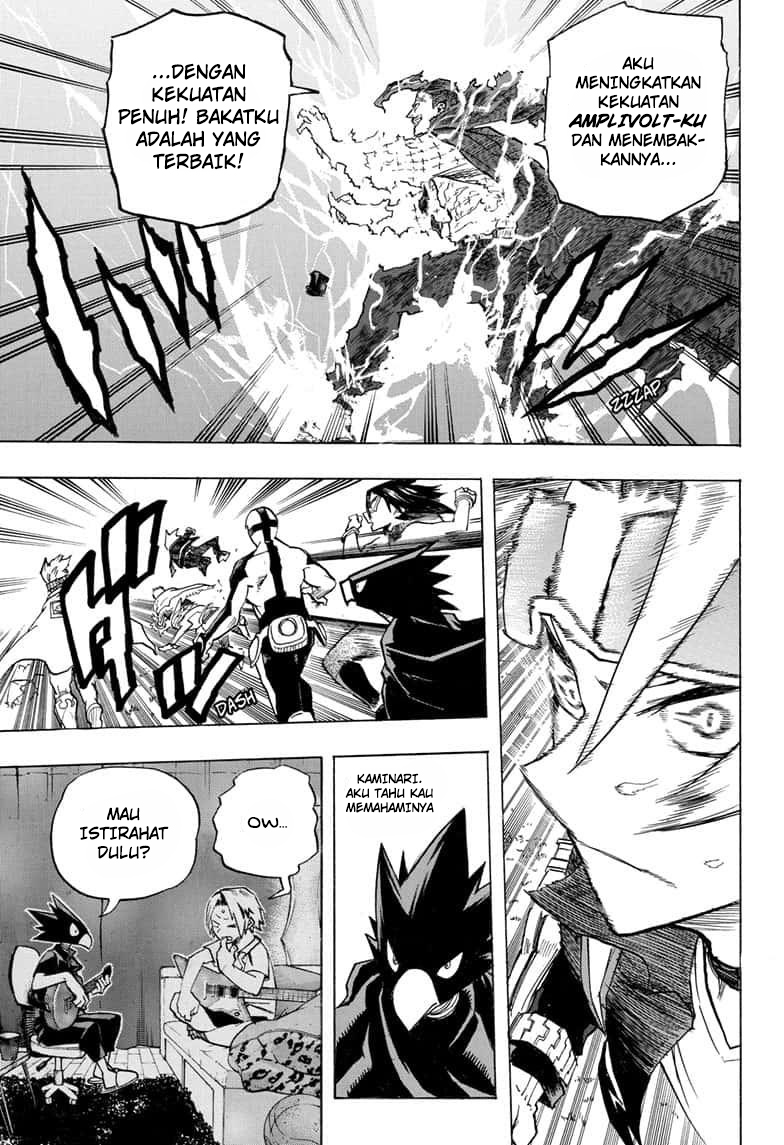 AKU
MENINGKATKAN
KEKUATAN
AMPLIVOLT-KU
DAN MENEMBAK-
KANNYA...
...DENGAN
KEKUATAN
PENUH! BAKATKU
ADALAH YANG
TERBAIK!
ZZZAP
DASH
KAMINARI.
AKU TAHU KAU
MEMAHAMINYA
OW...
MAU
ISTIRAHAT
DULU?